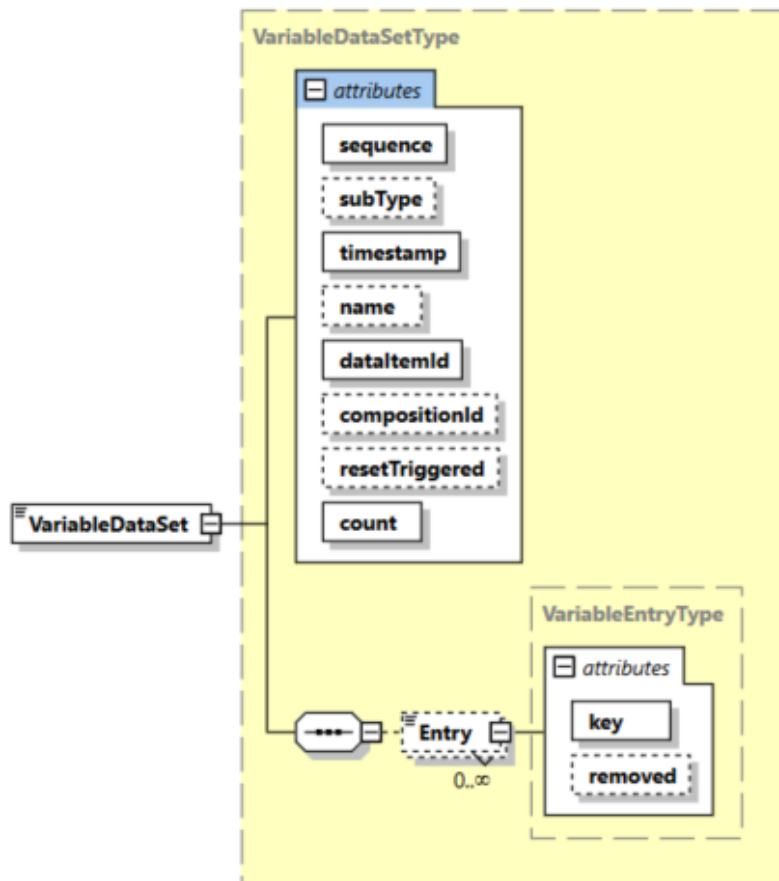 VariableDataSetType
attributes
sequence
subType
timestamp
name
dataItemId
compositionId
resetTriggered
count
VariableDataSet
VariableEntryType
attributes
Entry
key
removed
0..∞